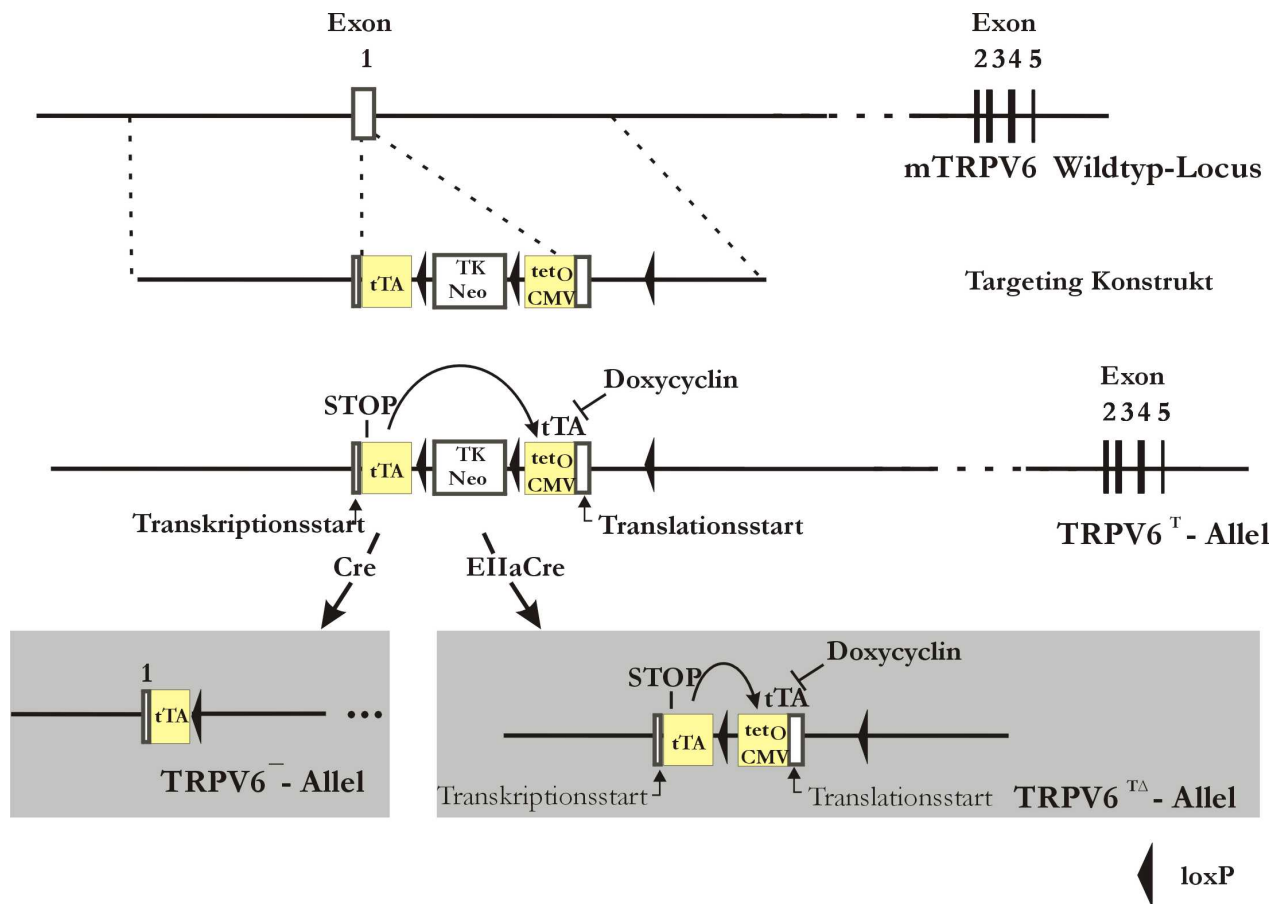 Exon
1
Exon
2 3 4 5
mTRPV6 Wildtyp-Locus
tTA
TK
Neo
tetO
CMV
Targeting Konstrukt
Doxycyclin
STOP
tTA
Exon
2 3 4 5
tTA
TK
Neo
tetO
CMV
Transkriptionsstart
Translationsstart
TRPV6 T - Allel
Cre
EIIaCre
1
tTA
...
TRPV6 – - Allel
Doxycyclin
STOP
tTA
tTA
tetO
CMV
Transkriptionsstart
Translationsstart
TRPV6 TΔ - Allel
loxP